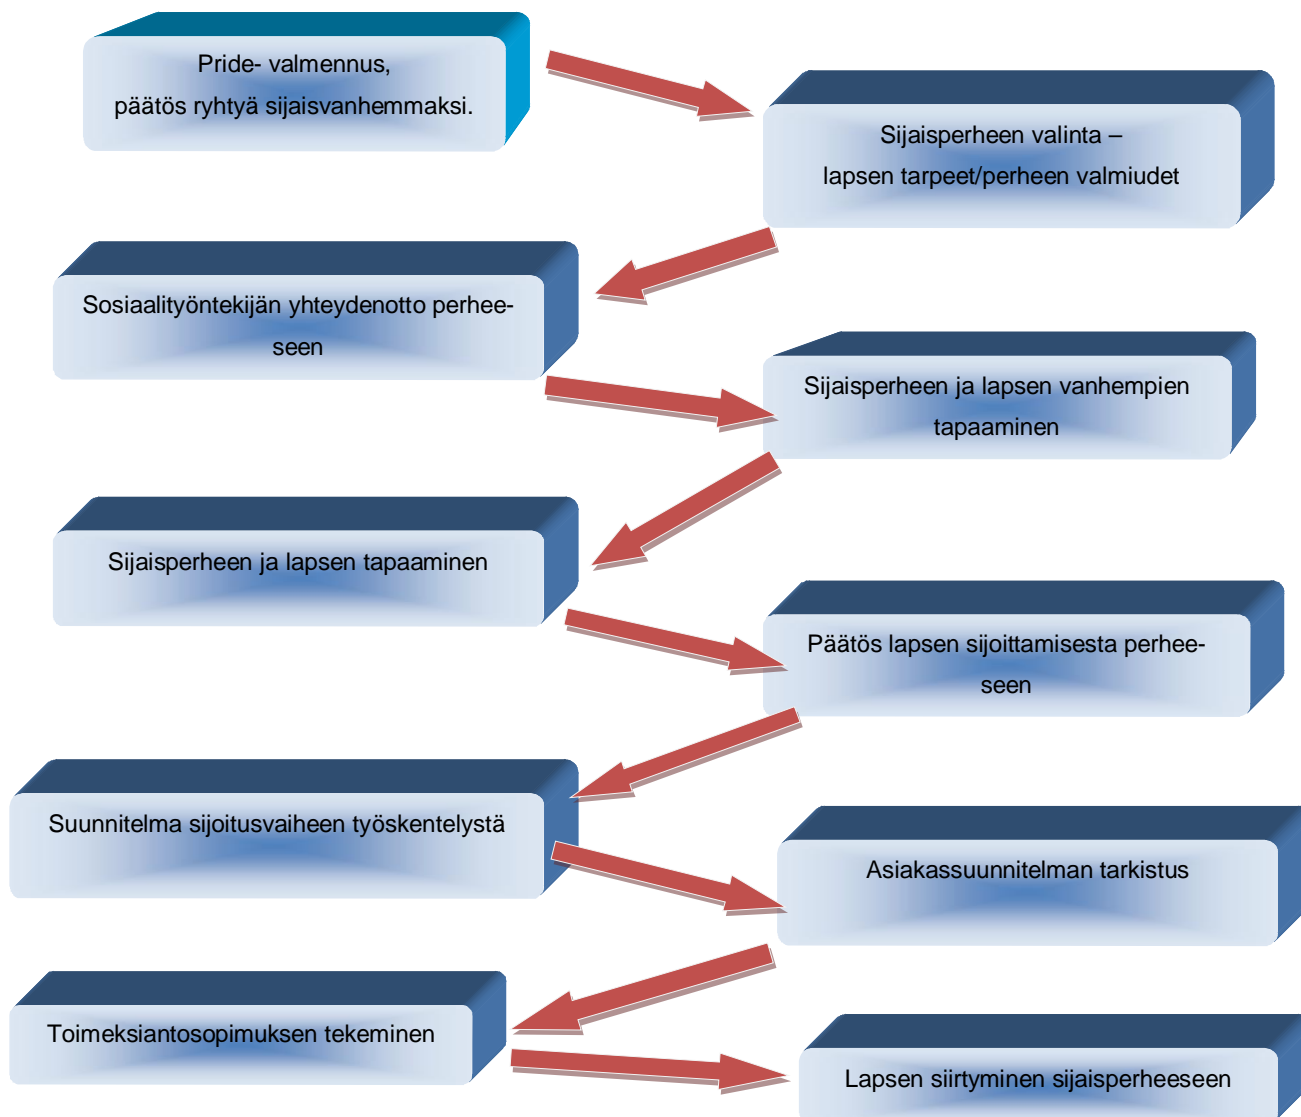 Pride- valmennus,
päätös ryhtyä sijaisvanhemmaksi.
Sijaisperheen valinta –
lapsen tarpeet/perheen valmiudet
Sosiaalityöntekijän yhteydenotto perhee-
seen
Sijaisperheen ja lapsen vanhempien
tapaaminen
Sijaisperheen ja lapsen tapaaminen
Päätös lapsen sijoittamisesta perhee-
seen
Suunnitelma sijoitusvaiheen työskentelystä
Asiakassuunnitelman tarkistus
Toimeksiantosopimuksen tekeminen
Lapsen siirtyminen sijaisperheeseen